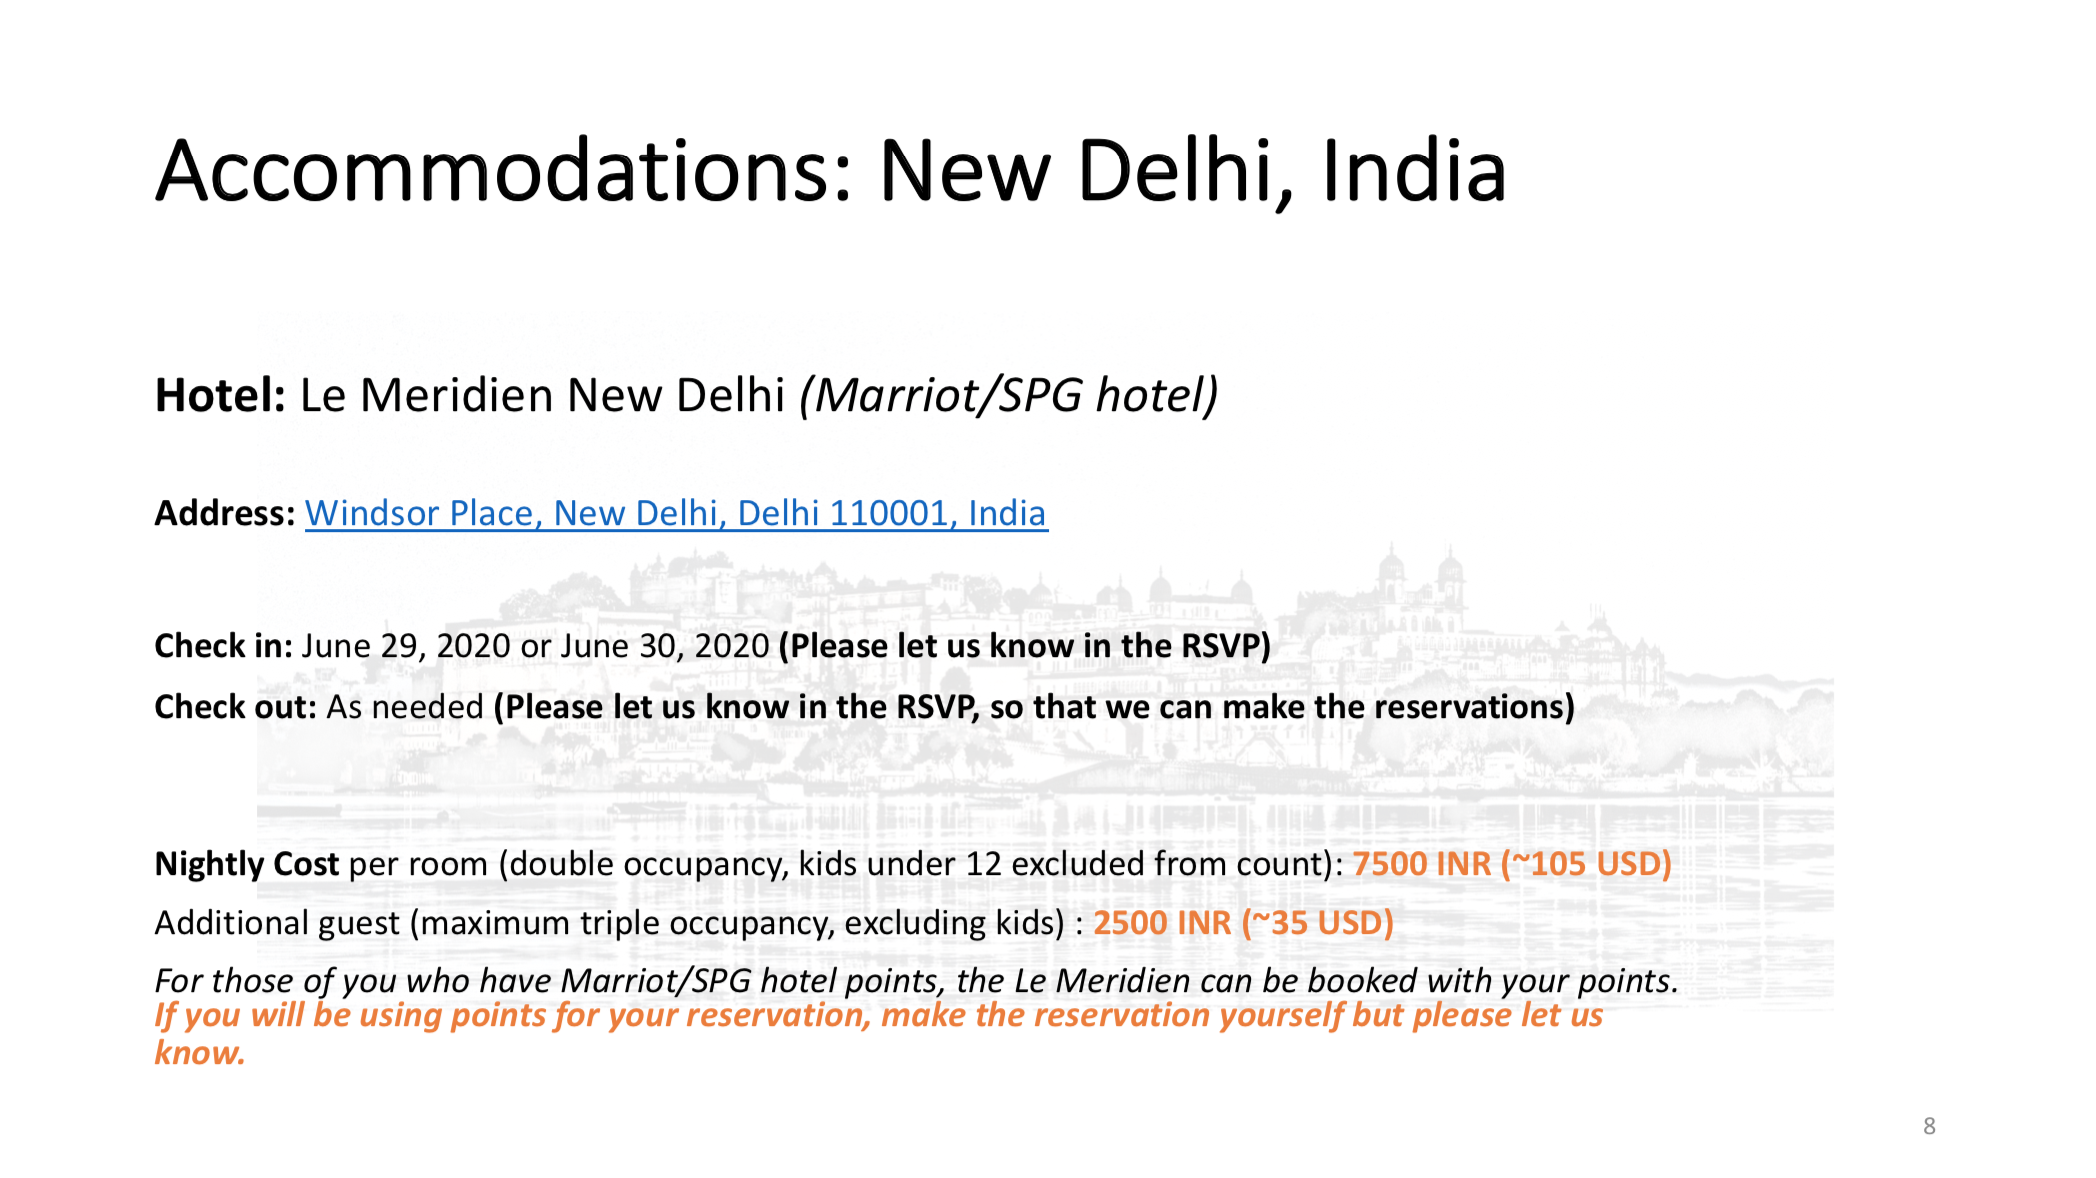 Accommodations: New Delhi, India
Hotel: Le Meridien New Delhi (Marriot/SPG hotel)
Address: Windsor Place, New Delhi, Delhi 110001, India
Check in: June 29, 2020 or June 30, 2020 (Please let us know in the RSVP)
Check out: As needed (Please let us know in the RSVP, so that we can make the reservations)
Nightly Cost per room (double occupancy, kids under 12 excluded from count): 7500 INR (~105 USD)
Additional guest (maximum triple occupancy, excluding kids) : 2500 INR (~35 USD)
For those of you who have Marriot/SPG hotel points, the Le Meridien can be booked with your points.
If you will be using points for your reservation, make the reservation yourself but please let us
know.
8